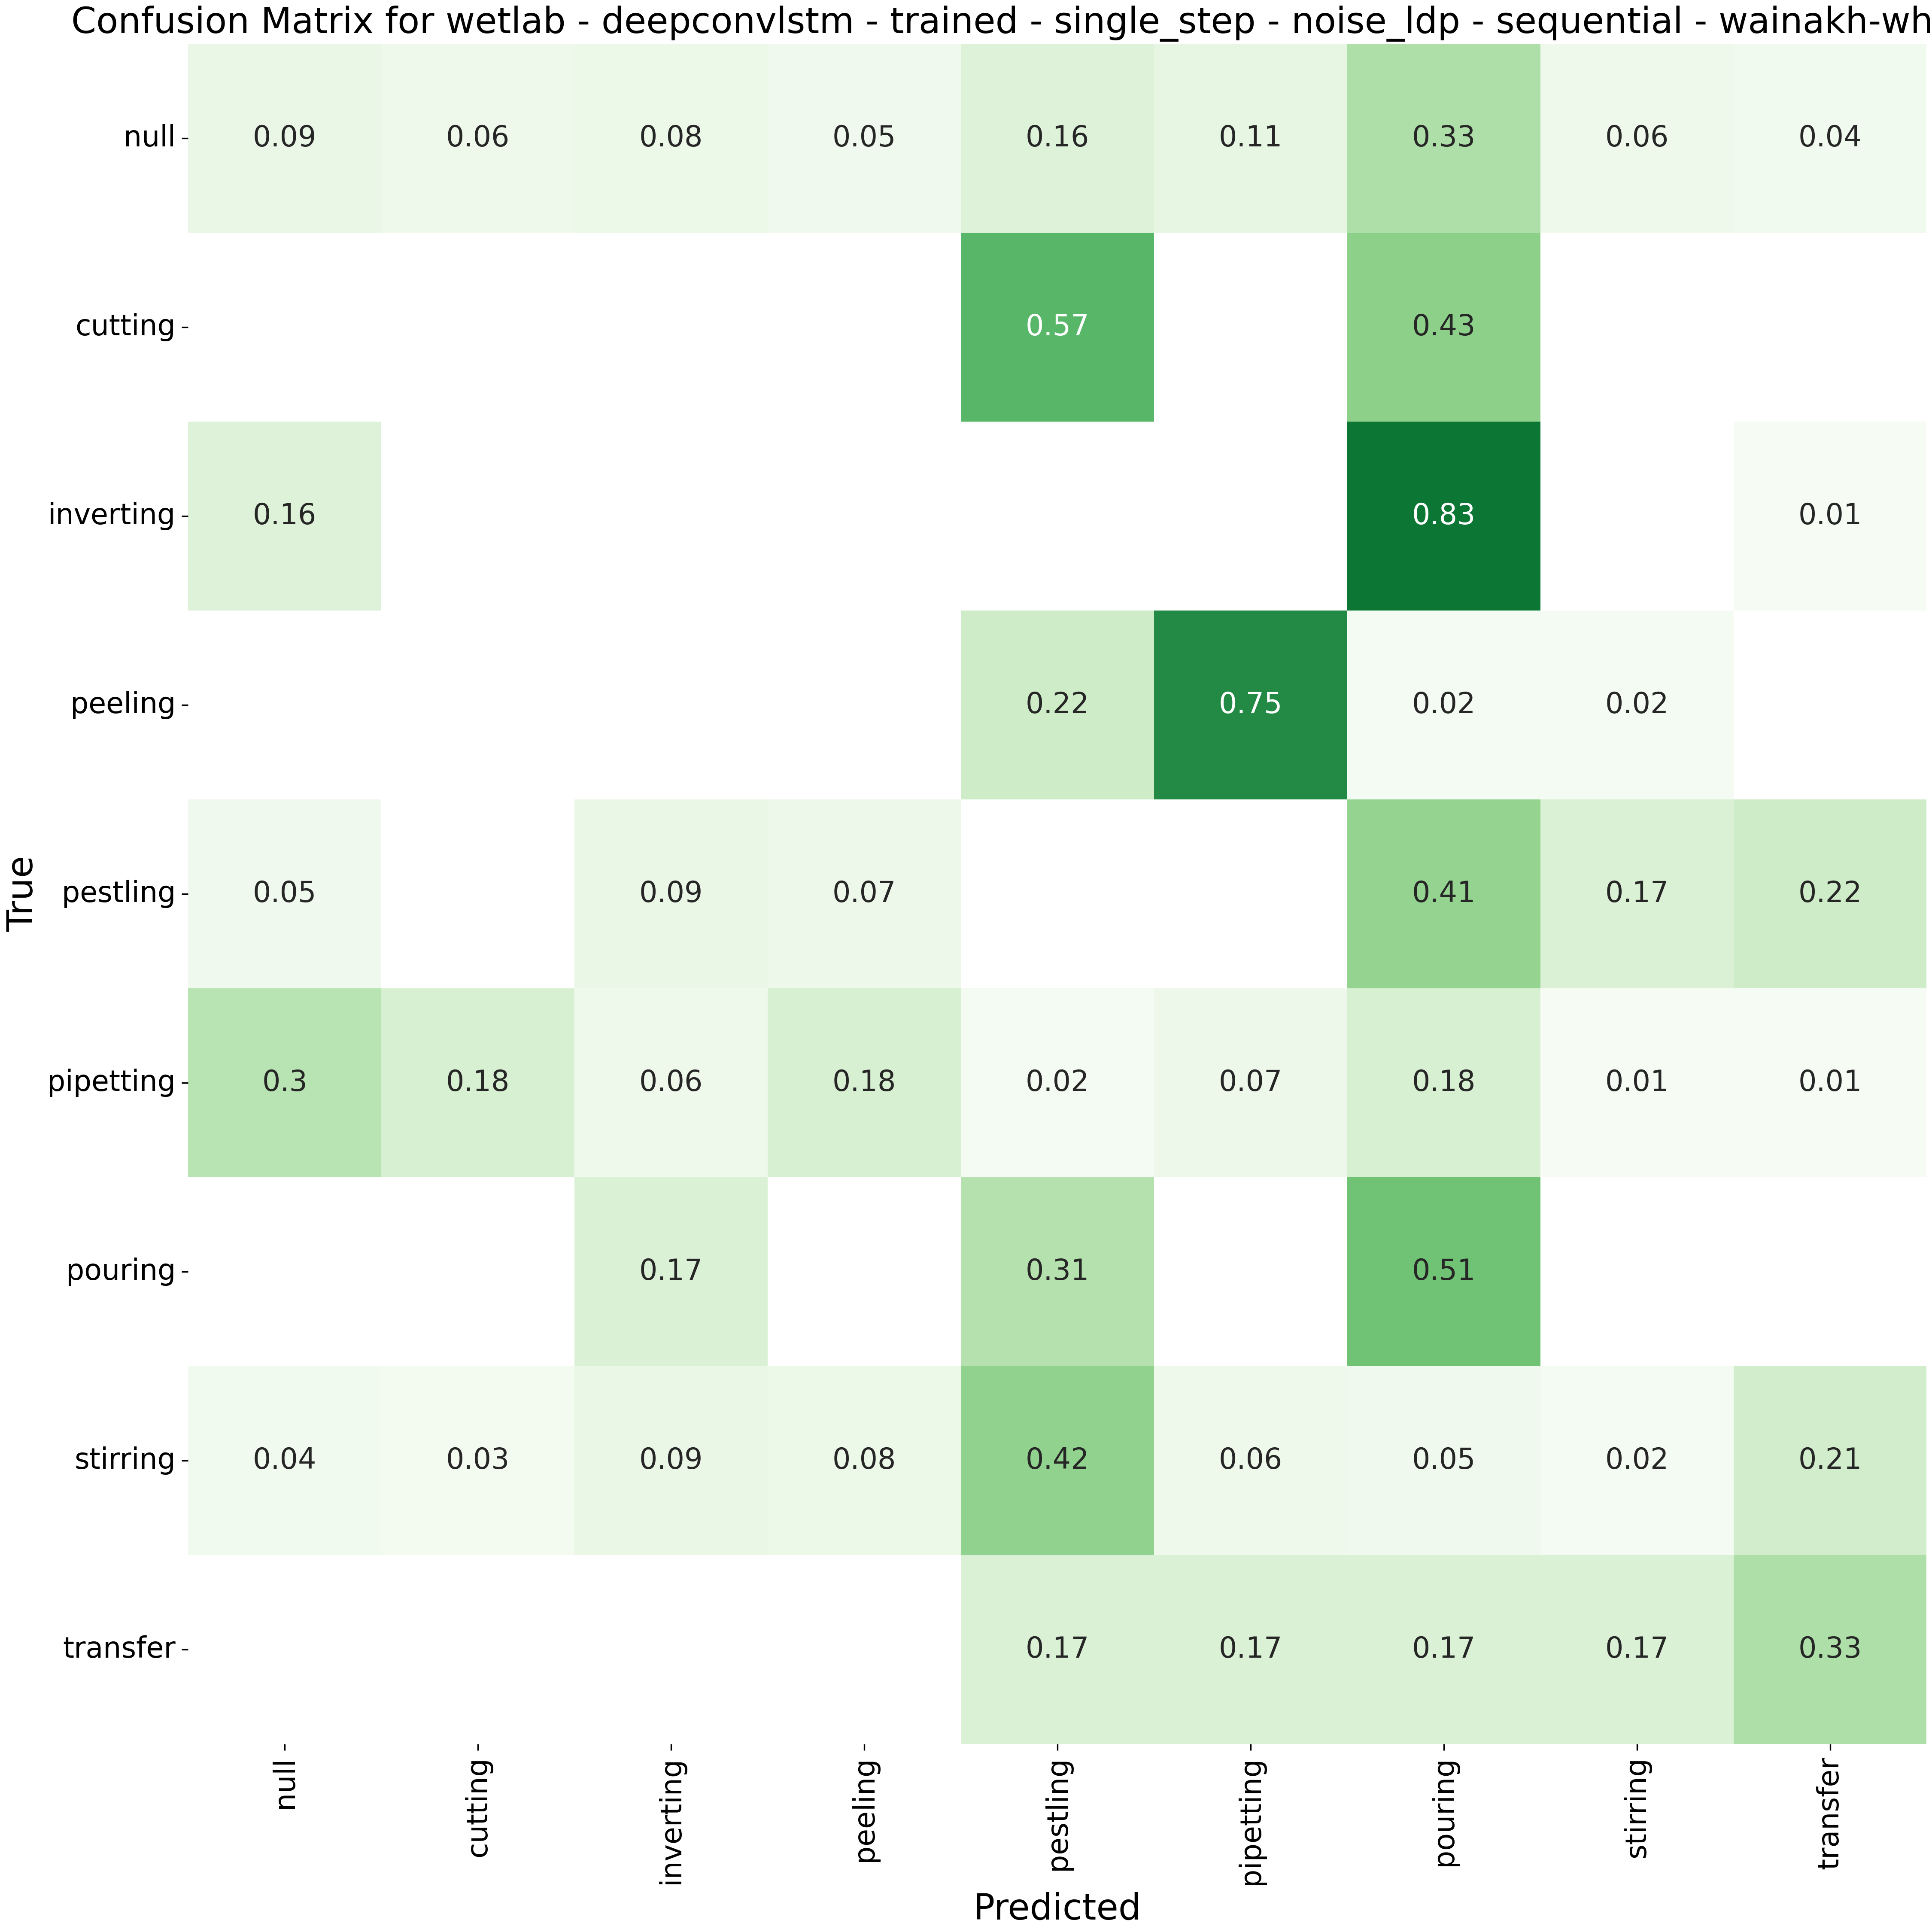 Confusion Matrix for wetlab - deepconvlstm - trained - single_step - noise_ldp - sequential - wainakh-wh
null 0.09 0.06 0.08 0.05 0.16 0.11 0.33 0.06 0.04
cutting 0.57 0.43
inverting 0.16 0.83 0.01
peeling 0.22 0.75 0.02 0.02
pestling 0.05 0.09 0.07 0.41 0.17 0.22
pipetting 0.3 0.18 0.06 0.18 0.02 0.07 0.18 0.01 0.01
pouring 0.17 0.31 0.51
stirring 0.04 0.03 0.09 0.08 0.42 0.06 0.05 0.02 0.21
transfer 0.17 0.17 0.17 0.17 0.33
True
null cutting inverting peeling pestling pipetting pouring stirring transfer
Predicted